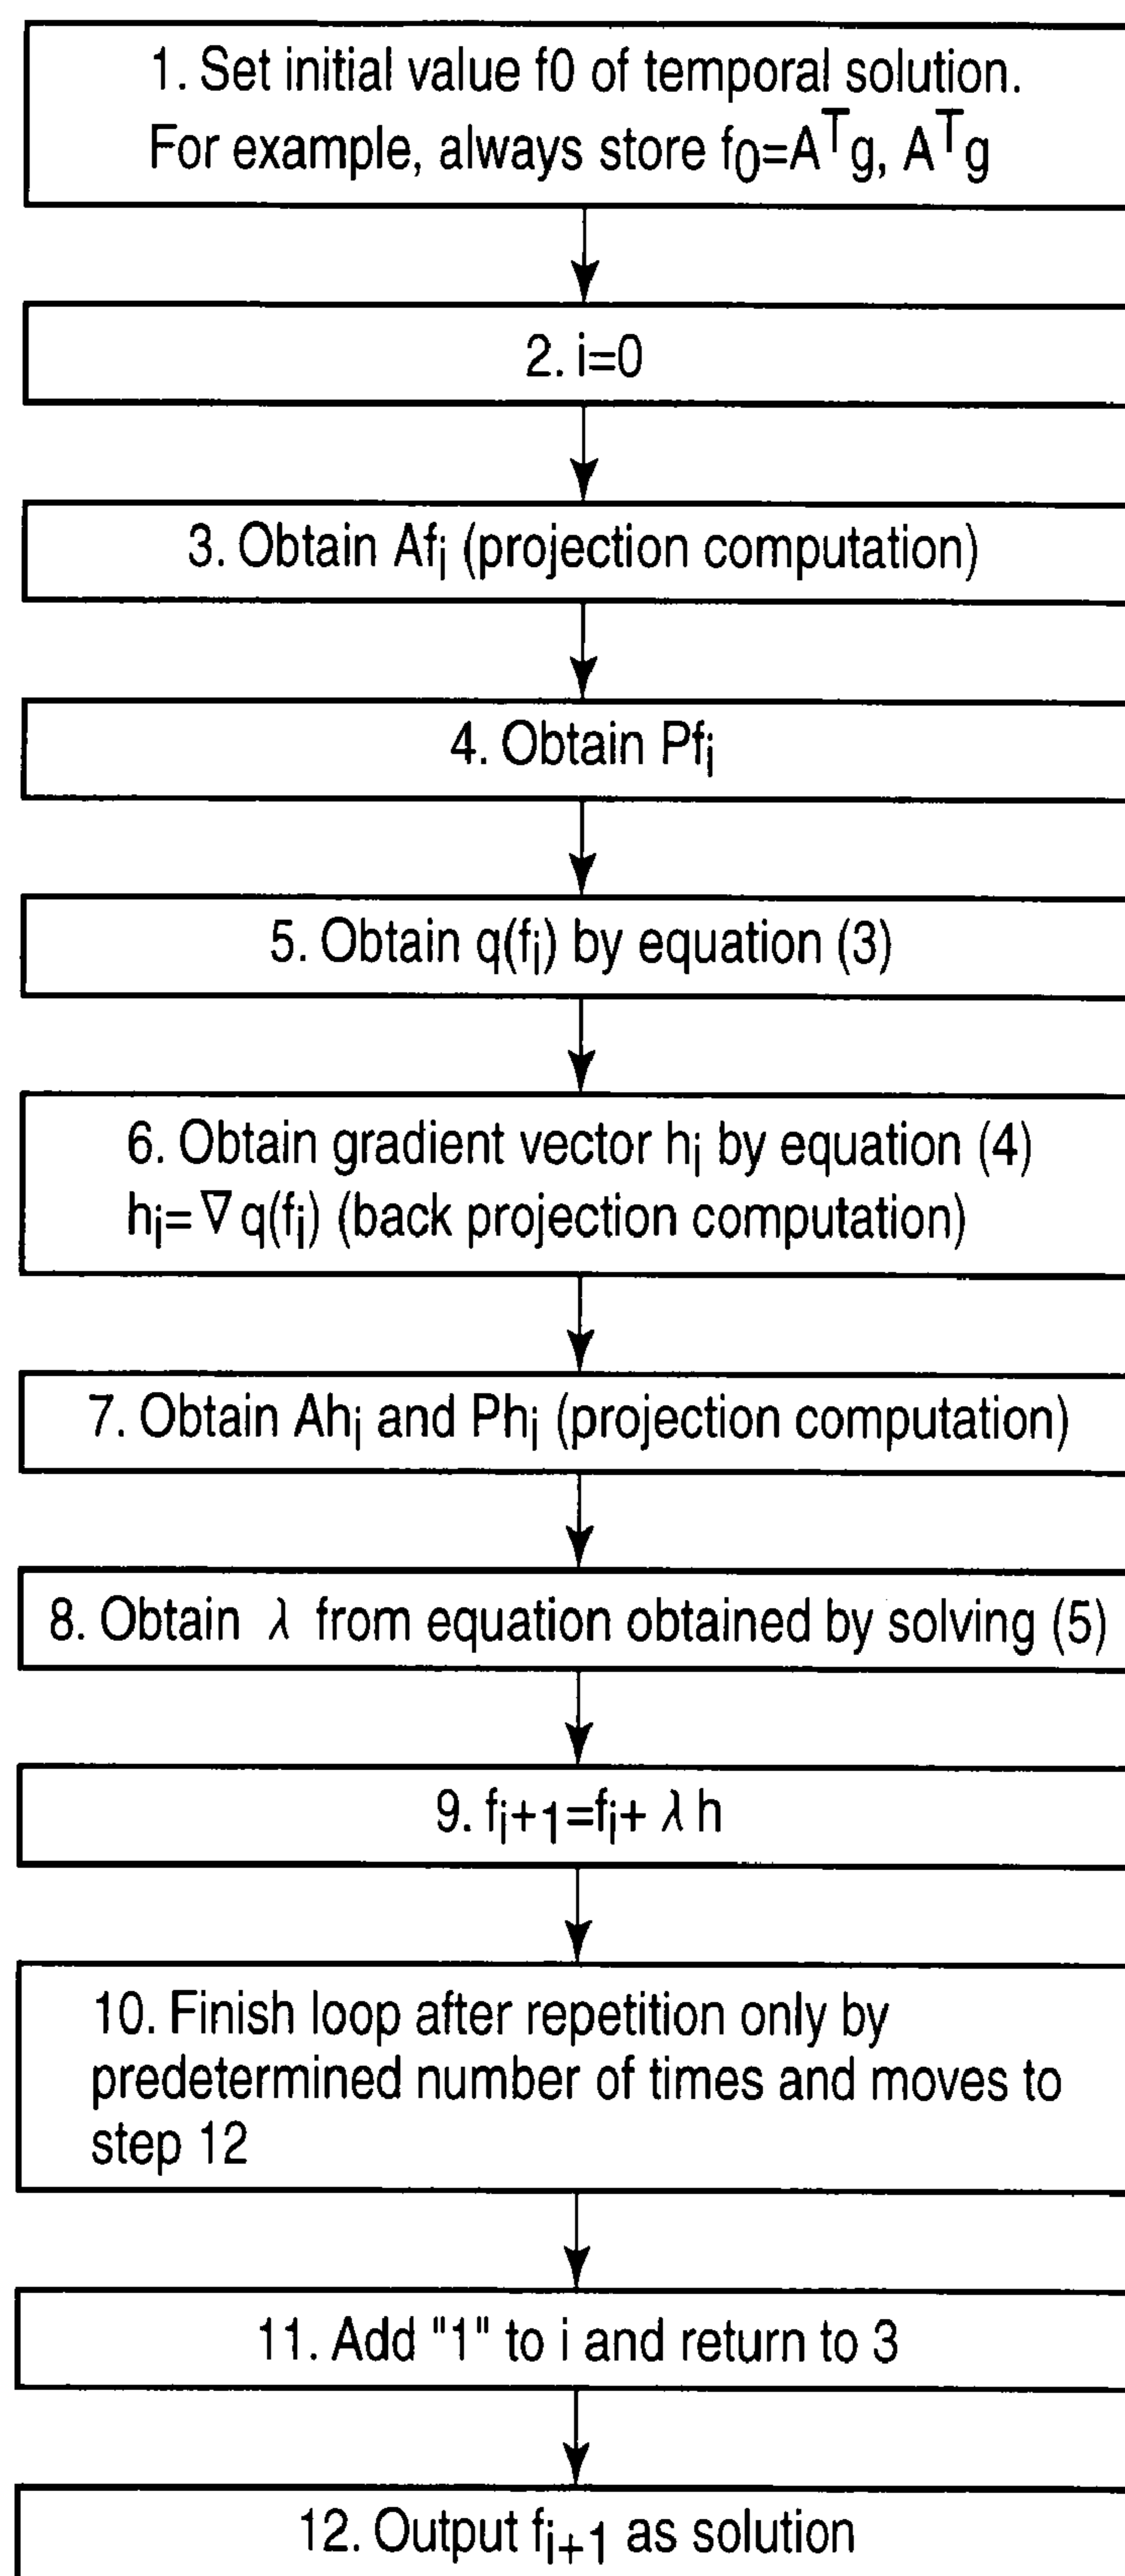 1. Set initial value f0 of temporal solution.
For example, always store f₀=Aᵀg, Aᵀg
2. i=0
3. Obtain Afᵢ (projection computation)
4. Obtain Pfᵢ
5. Obtain q(fᵢ) by equation (3)
6. Obtain gradient vector hᵢ by equation (4)
hᵢ=∇q(fᵢ) (back projection computation)
7. Obtain Ahᵢ and Phᵢ (projection computation)
8. Obtain λ from equation obtained by solving (5)
9. fᵢ₊₁=fᵢ+ λ h
10. Finish loop after repetition only by
predetermined number of times and moves to
step 12
11. Add "1" to i and return to 3
12. Output fᵢ₊₁ as solution